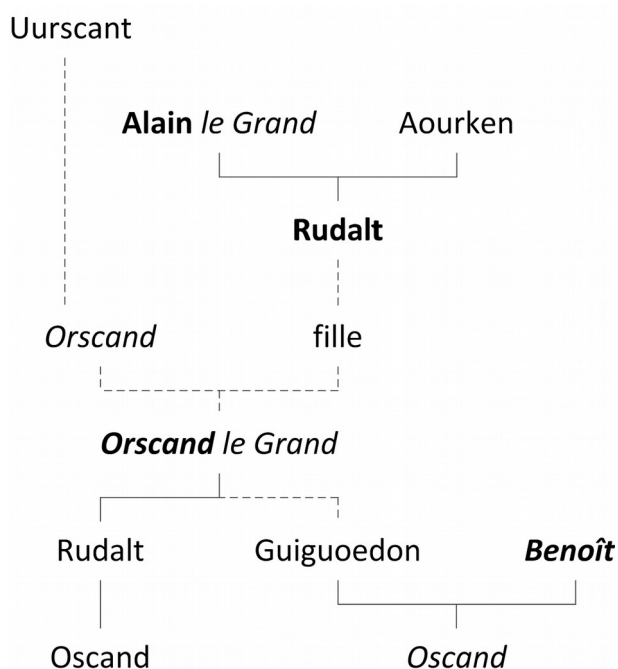 Uurscant
Alain le Grand Aourken
Rudalt
Orscand fille
Orscand le Grand
Rudalt Guiguoedon Benoît
Oscand Oscand